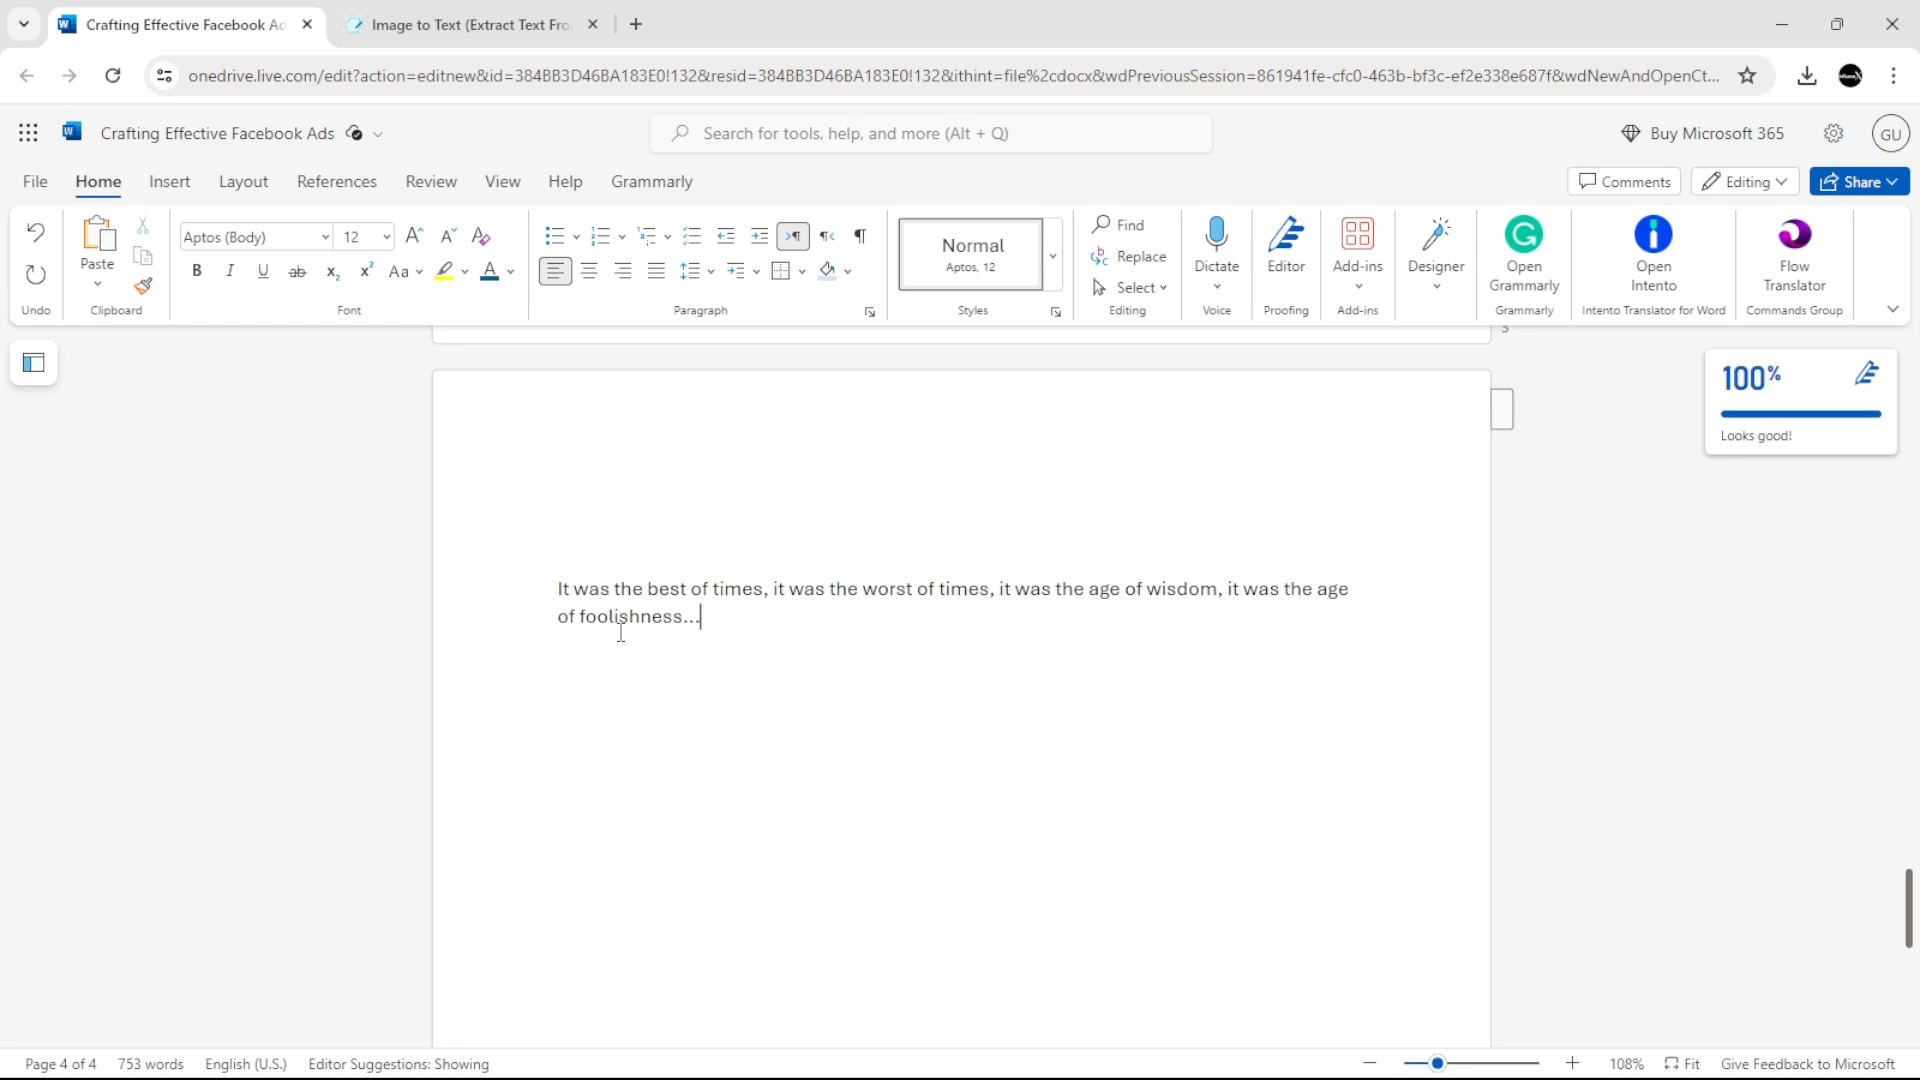 Crafting Effective Facebook Ad
Image to Text (Extract Text Fro
onedrive.live.com/edit?action=editnew&id=384BB3D46BA183E0!132&resid=384BB3D46BA183E0!132&ithint=file%2cdocx&wdPreviousSession=861941fe-cfc0-463b-bf3c-ef2e338e687f&wdNewAndOpenCt...
Crafting Effective Facebook Ads
Search for tools, help, and more (Alt + Q)
Buy Microsoft 365
GU
File Home Insert Layout References Review View Help Grammarly
Comments Editing Share
Aptos (Body) 12
Paste
Normal
Aptos, 12
Find
Replace
Select
Dictate
Editor
Add-ins
Designer
Open
Grammarly
Open
Intento
Flow
Translator
Undo Clipboard Font Paragraph Styles Editing Voice Proofing Add-ins Grammarly Intento Translator for Word Commands Group
3
100%
Looks good!
It was the best of times, it was the worst of times, it was the age of wisdom, it was the age
of foolishness...
Page 4 of 4 753 words English (U.S.) Editor Suggestions: Showing 108% Fit Give Feedback to Microsoft